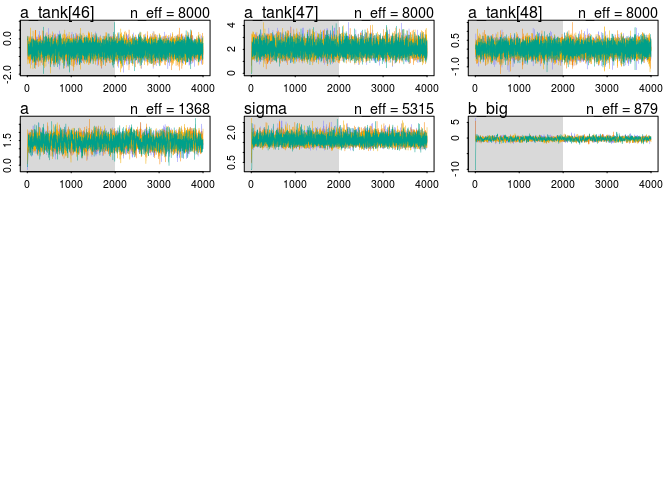 a_tank[46] n_eff = 8000
a_tank[47] n_eff = 8000
a_tank[48] n_eff = 8000
0.0
-2.0
4
2
0
0.5
-1.0
0 1000 2000 3000 4000
0 1000 2000 3000 4000
0 1000 2000 3000 4000
a n_eff = 1368
sigma n_eff = 5315
b_big n_eff = 879
1.5
0.0
2.0
0.5
5
0
-10
0 1000 2000 3000 4000
0 1000 2000 3000 4000
0 1000 2000 3000 4000